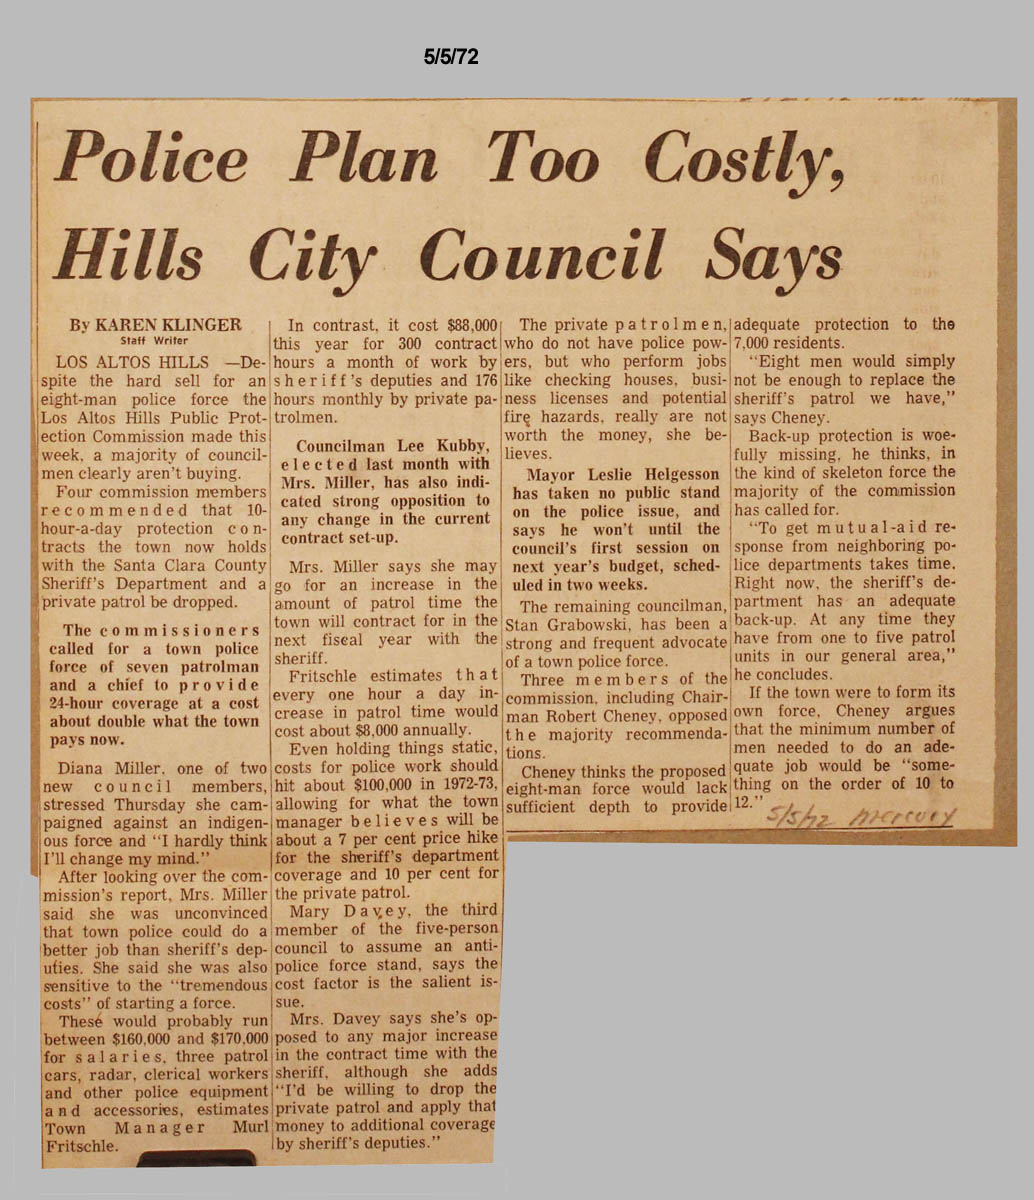 5/5/72
Police Plan Too Costly,
Hills City Council Says
By KAREN KLINGER
Staff Writer
LOS ALTOS HILLS —De-
spite the hard sell for an
eight-man police force the
Los Altos Hills Public Prot-
ection Commission made this
week, a majority of council-
men clearly aren't buying.
Four commission members
recommended that 10-
hour-a-day protection con-
tracts the town now holds
with the Santa Clara County
Sheriff's Department and a
private patrol be dropped.
The commissioners
called for a town police
force of seven patrolman
and a chief to provide
24-hour coverage at a cost
about double what the town
pays now.
Diana Miller, one of two
new council members,
stressed Thursday she cam-
paigned against an indigen-
ous force and "I hardly think
I'll change my mind."
After looking over the com-
mission's report, Mrs. Miller
said she was unconvinced
that town police could do a
better job than sheriff's dep-
uties. She said she was also
sensitive to the "tremendous
costs" of starting a force.
These would probably run
between $160,000 and $170,000
for salaries, three patrol
cars, radar, clerical workers
and other police equipment
and accessories, estimates
Town Manager Murl
Fritschle.
In contrast, it cost $88,000
this year for 300 contract
hours a month of work by
sheriff's deputies and 176
hours monthly by private pa-
trolmen.
Councilman Lee Kubby,
elected last month with
Mrs. Miller, has also indi-
cated strong opposition to
any change in the current
contract set-up.
Mrs. Miller says she may
go for an increase in the
amount of patrol time the
town will contract for in the
next fiscal year with the
sheriff.
Fritschle estimates that
every one hour a day in-
crease in patrol time would
cost about $8,000 annually.
Even holding things static,
costs for police work should
hit about $100,000 in 1972-73,
allowing for what the town
manager believes will be
about a 7 per cent price hike
for the sheriff's department
coverage and 10 per cent for
the private patrol.
Mary Davey, the third
member of the five-person
council to assume an anti-
police force stand, says the
cost factor is the salient is-
sue.
Mrs. Davey says she's op-
posed to any major increase
in the contract time with the
sheriff, although she adds
"I'd be willing to drop the
private patrol and apply that
money to additional coverage
by sheriff's deputies."
The private patrolmen,
who do not have police pow-
ers, but who perform jobs
like checking houses, busi-
ness licenses and potential
fire hazards, really are not
worth the money, she be-
lieves.
Mayor Leslie Helgesson
has taken no public stand
on the police issue, and
says he won't until the
council's first session on
next year's budget, sched-
uled in two weeks.
The remaining councilman,
Stan Grabowski, has been a
strong and frequent advocate
of a town police force.
Three members of the
commission, including Chair-
man Robert Cheney, opposed
the majority recommenda-
tions.
Cheney thinks the proposed
eight-man force would lack
sufficient depth to provide
adequate protection to the
7,000 residents.
"Eight men would simply
not be enough to replace the
sheriff's patrol we have,"
says Cheney.
Back-up protection is woe-
fully missing, he thinks, in
the kind of skeleton force the
majority of the commission
has called for.
"To get mutual-aid re-
sponse from neighboring po-
lice departments takes time.
Right now, the sheriff's de-
partment has an adequate
back-up. At any time they
have from one to five patrol
units in our general area,"
he concludes.
If the town were to form its
own force, Cheney argues
that the minimum number of
men needed to do an ade-
quate job would be "some-
thing on the order of 10 to
12."
5/5/72 Mercury